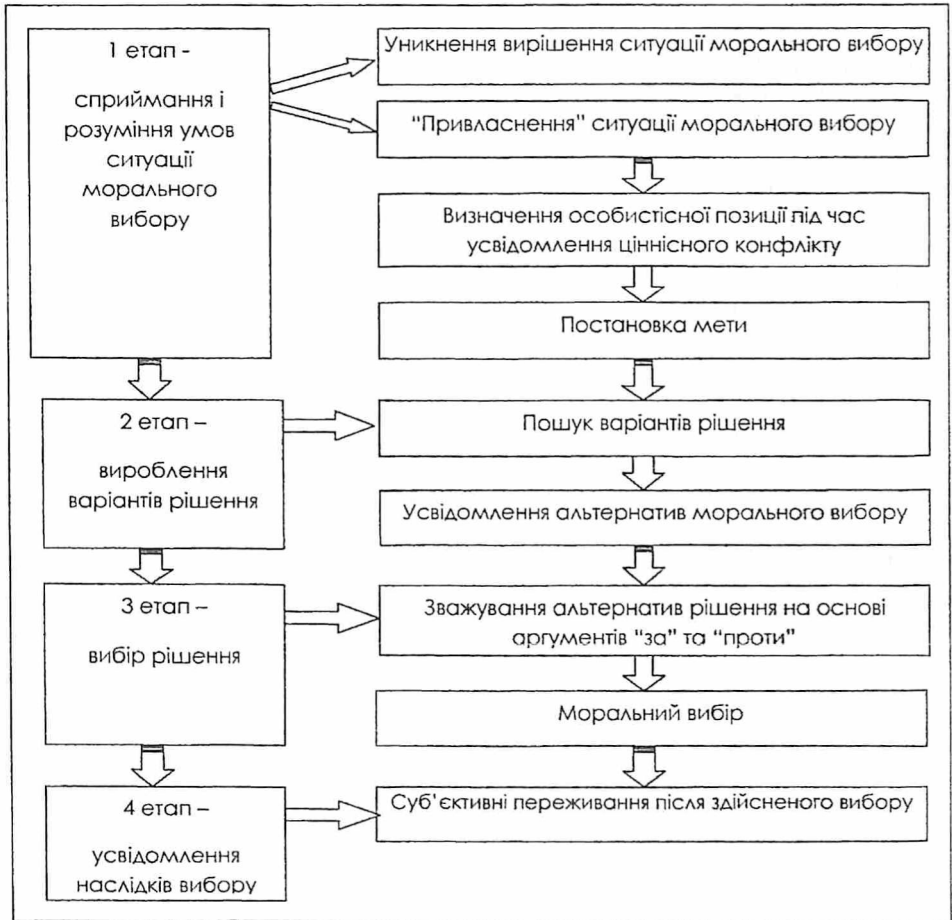 1 етап -
сприймання і
розуміння умов
ситуації
морального
вибору
Уникнення вирішення ситуації морального вибору
“Привласнення” ситуації морального вибору
Визначення особистісної позиції під час
усвідомлення ціннісного конфлікту
Постановка мети
2 етап –
вироблення
варіантів рішення
Пошук варіантів рішення
Усвідомлення альтернатив морального вибору
3 етап –
вибір рішення
Зважування альтернатив рішення на основі
аргументів “за” та “проти”
Моральний вибір
4 етап –
усвідомлення
наслідків вибору
Суб’єктивні переживання після здійсненого вибору